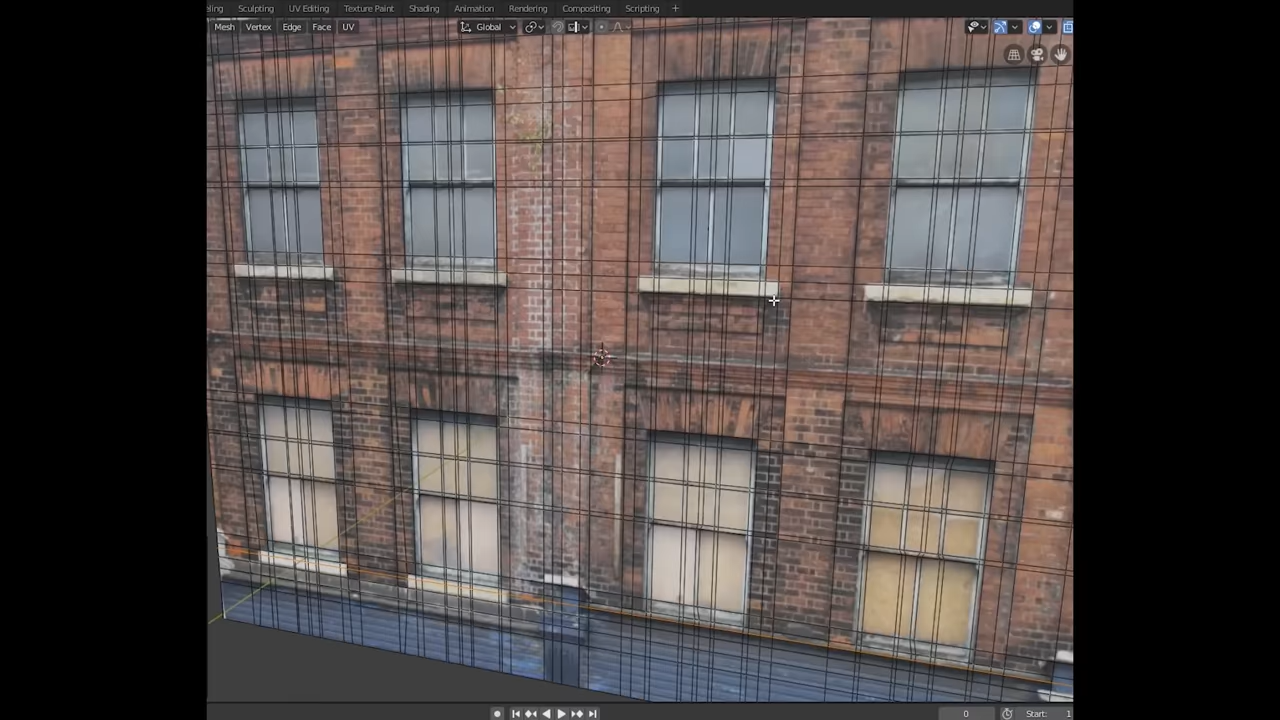 Sculpting UV Editing Texture Paint Shading Animation Rendering Compositing Scripting +
Mesh Vertex Edge Face UV Global
0 Start: 1